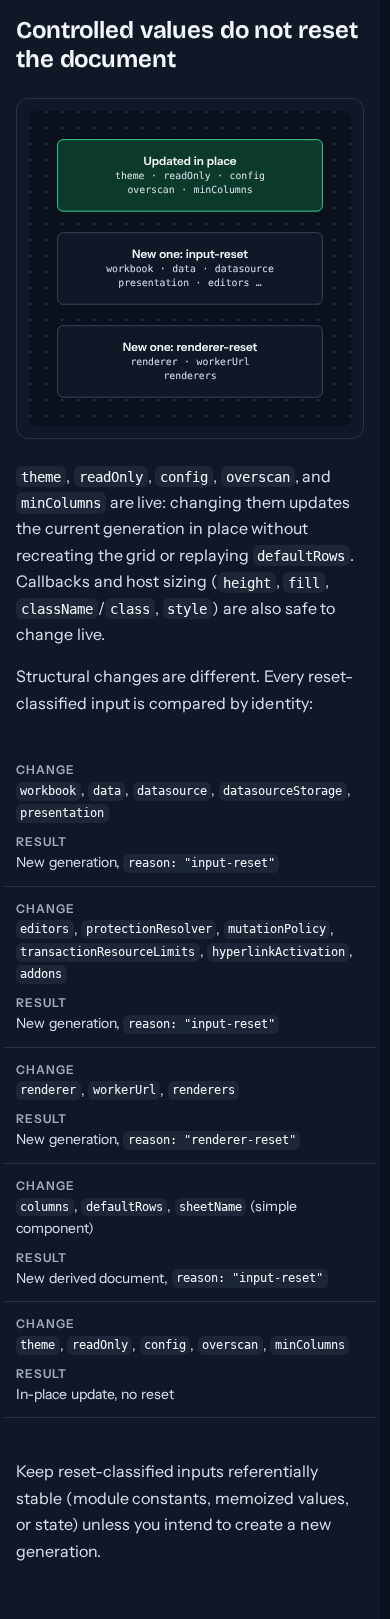 Controlled values do not reset
the document
Updated in place
theme · readOnly · config
overscan · minColumns
New one: input-reset
workbook · data · datasource
presentation · editors …
New one: renderer-reset
renderer · workerUrl
renderers
theme, readOnly, config, overscan, and
minColumns are live: changing them updates
the current generation in place without
recreating the grid or replaying defaultRows.
Callbacks and host sizing (height, fill,
className/class, style) are also safe to
change live.
Structural changes are different. Every reset-
classified input is compared by identity:
CHANGE
workbook, data, datasource, datasourceStorage,
presentation
RESULT
New generation, reason: "input-reset"
CHANGE
editors, protectionResolver, mutationPolicy,
transactionResourceLimits, hyperlinkActivation,
addons
RESULT
New generation, reason: "input-reset"
CHANGE
renderer, workerUrl, renderers
RESULT
New generation, reason: "renderer-reset"
CHANGE
columns, defaultRows, sheetName (simple
component)
RESULT
New derived document, reason: "input-reset"
CHANGE
theme, readOnly, config, overscan, minColumns
RESULT
In-place update, no reset
Keep reset-classified inputs referentially
stable (module constants, memoized values,
or state) unless you intend to create a new
generation.